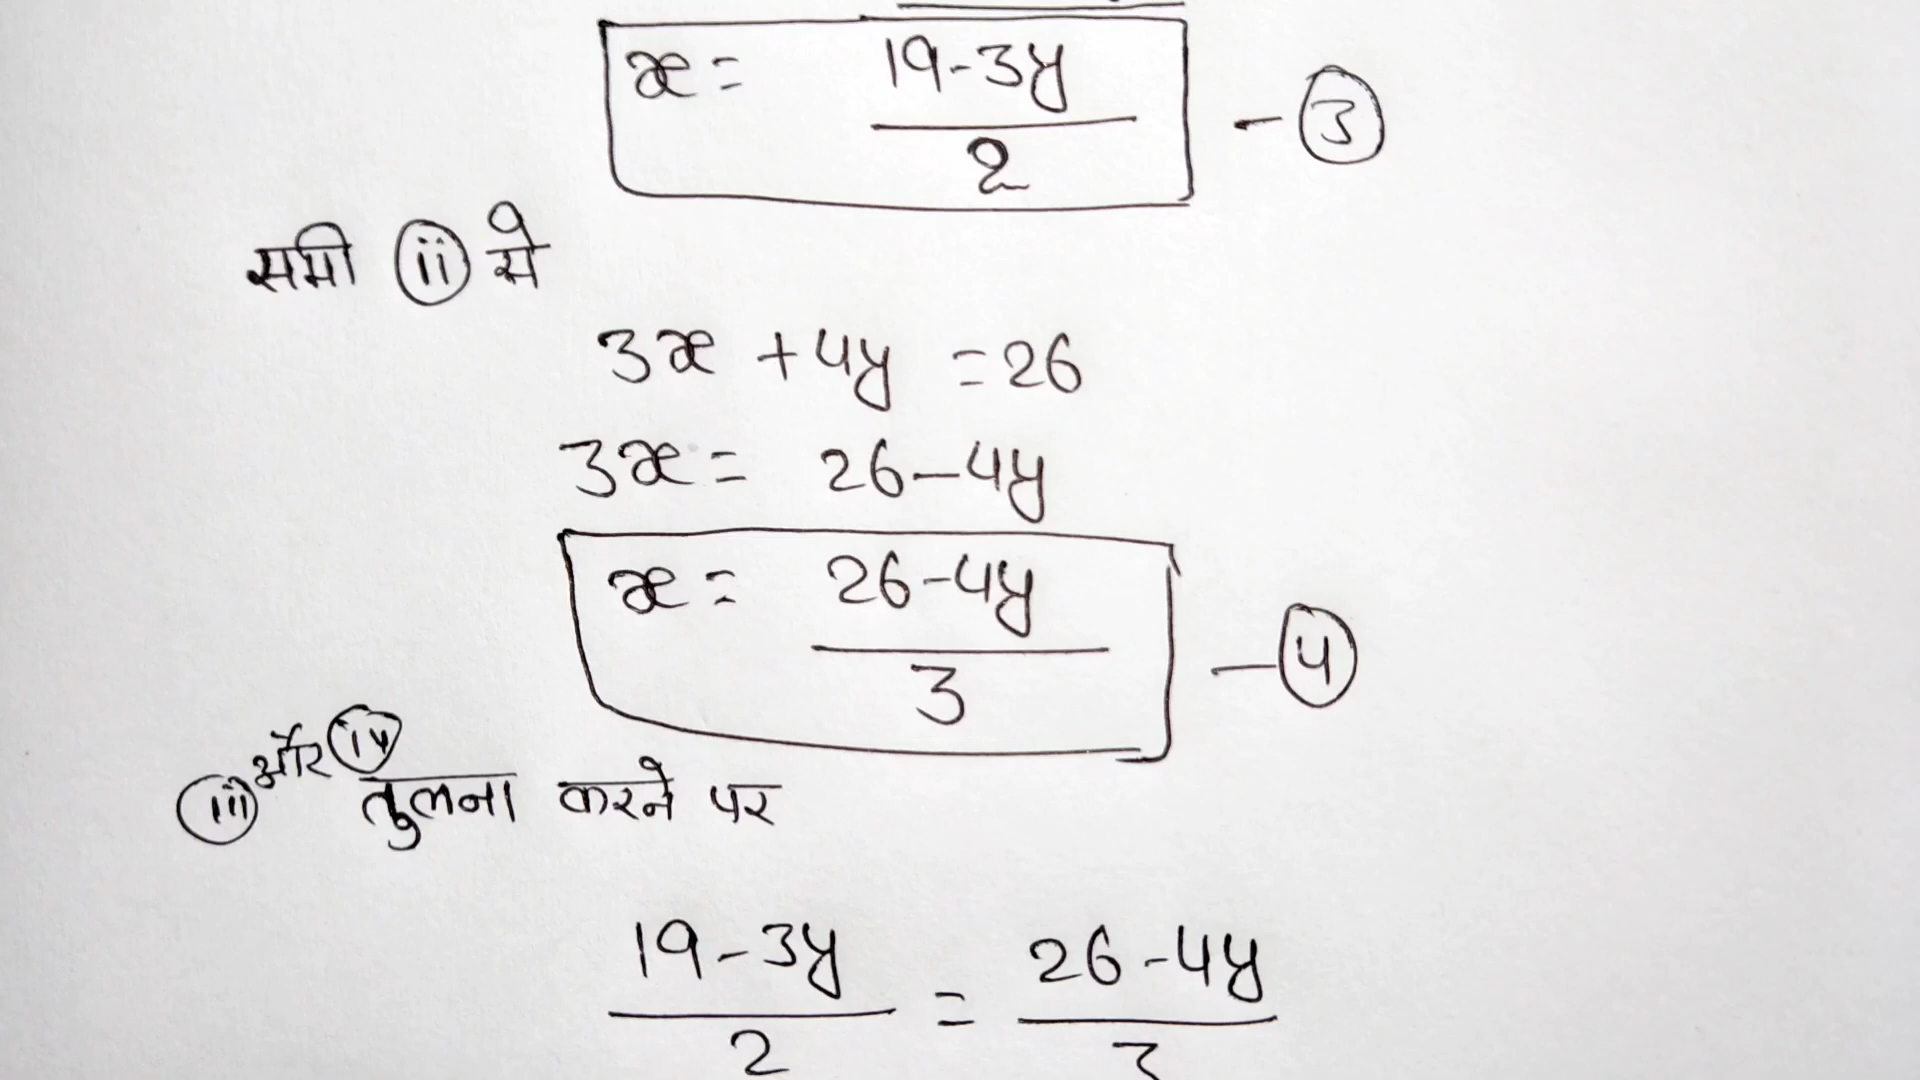 x = 19-3y / 2 - 3
समी ii से
3x + 4y = 26
3x = 26-4y
x = 26-4y / 3 - 4
iii और iv तुलना करने पर
19-3y / 2 = 26-4y / 3